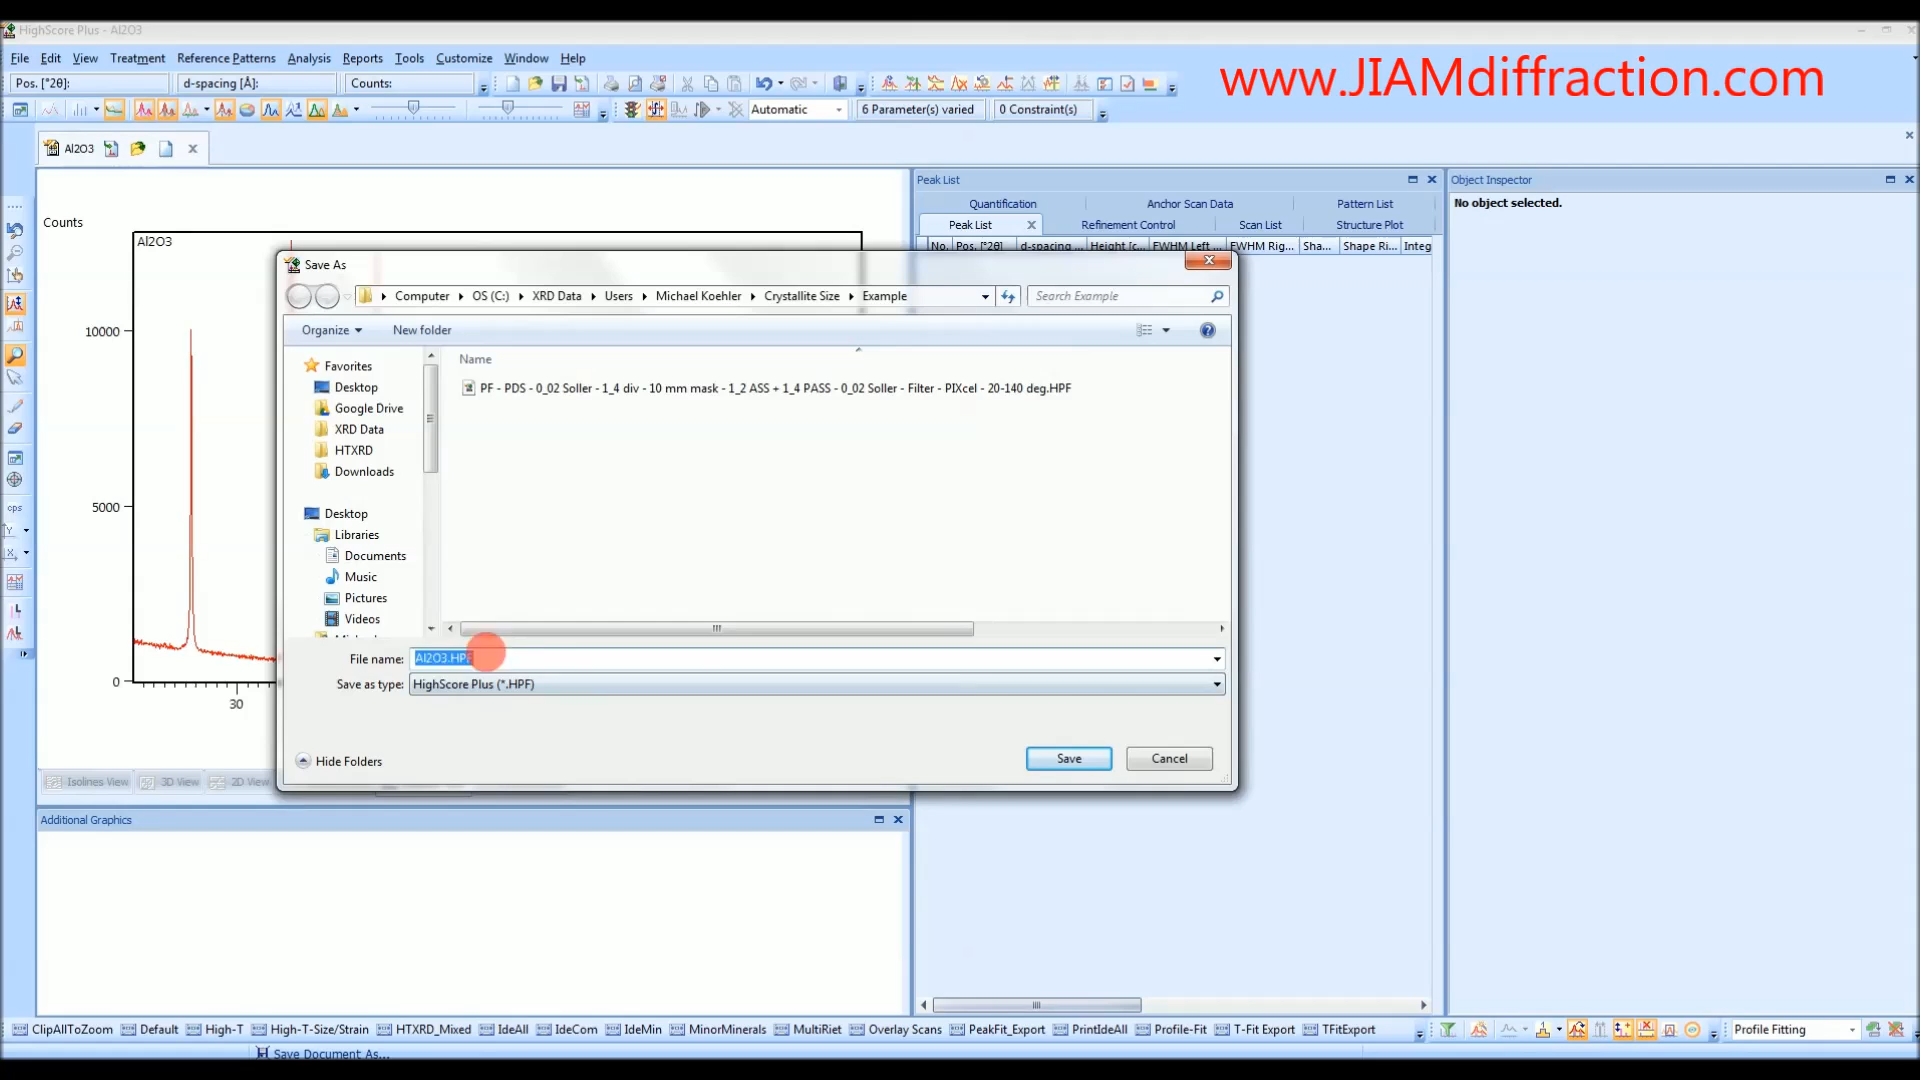 HighScore Plus - Al2O3
File Edit View Treatment Reference Patterns Analysis Reports Tools Customize Window Help
www.JIAMdiffraction.com
Pos. [°2θ]: d-spacing [Å]: Counts:
Automatic 6 Parameter(s) varied 0 Constraint(s)
Al2O3
Peak List
Object Inspector
Quantification Anchor Scan Data Pattern List
No object selected.
Peak List Refinement Control Scan List Structure Plot
No. Pos. [°2θ] d-spacing ... Height [c... FWHM Left ... FWHM Rig... Sha... Shape Ri... Integ
Counts
Al2O3
10000
5000
0
30
Save As
Computer OS (C:) XRD Data Users Michael Koehler Crystallite Size Example
Search Example
Organize New folder
Name
PF - PDS - 0_02 Soller - 1_4 div - 10 mm mask - 1_2 ASS + 1_4 PASS - 0_02 Soller - Filter - PIXcel - 20-140 deg.HPF
Favorites
Desktop
Google Drive
XRD Data
HTXRD
Downloads
Desktop
Libraries
Documents
Music
Pictures
Videos
File name: Al2O3.HPF
Save as type: HighScore Plus (*.HPF)
Hide Folders
Save Cancel
cps
Isolines View 3D View 2D View
Additional Graphics
ClipAllToZoom Default High-T High-T-Size/Strain HTXRD_Mixed IdeAll IdeCom IdeMin MinorMinerals MultiRiet Overlay Scans PeakFit_Export PrintIdeAll Profile-Fit T-Fit Export TFitExport Profile Fitting
Save Document As...